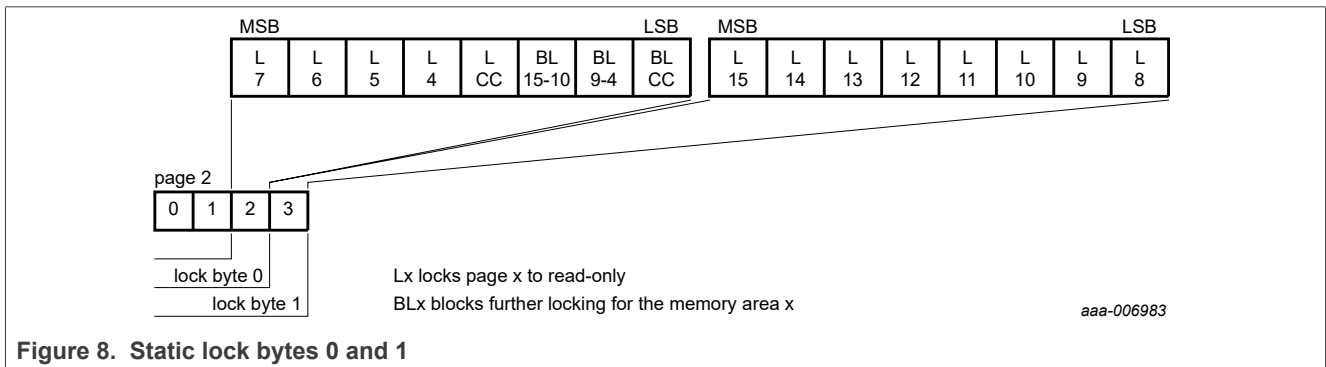 MSB LSB MSB LSB
L L L L L BL BL BL L L L L L L L L
7 6 5 4 CC 15-10 9-4 CC 15 14 13 12 11 10 9 8
page 2
0 1 2 3
lock byte 0 Lx locks page x to read-only
lock byte 1 BLx blocks further locking for the memory area x aaa-006983
Figure 8. Static lock bytes 0 and 1